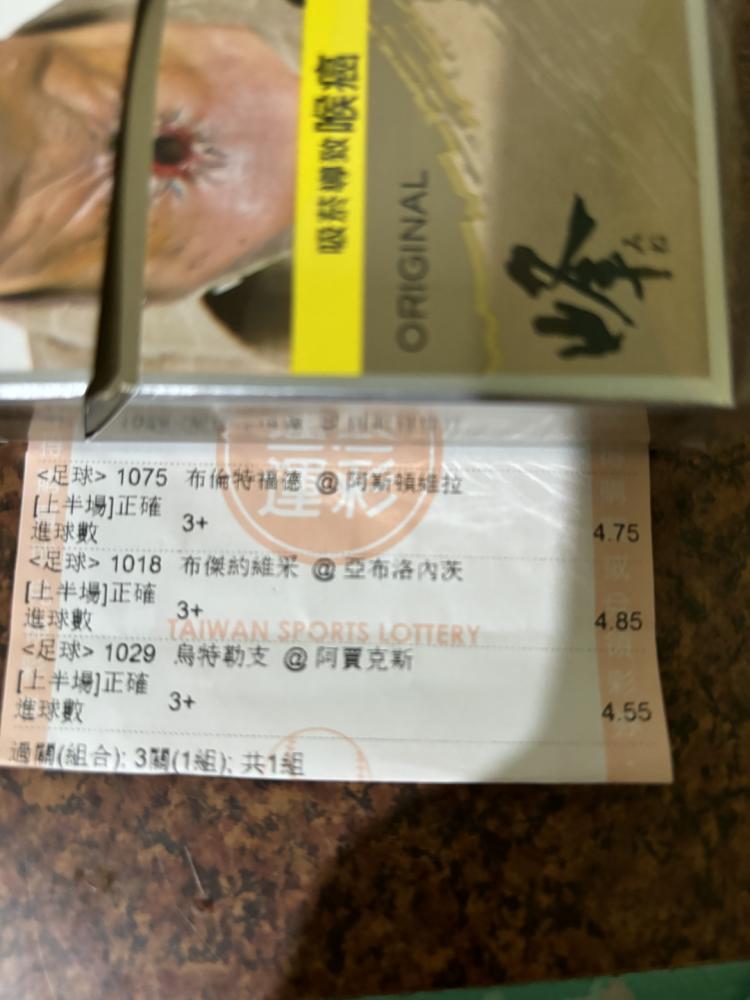 吸菸導致喉癌
ORIGINAL
峰
運彩
<足球> 1075 布倫特福德 @ 阿斯頓維拉
[上半場]正確
進球數 3+ 4.75
<足球> 1018 布傑約維采 @ 亞布洛內茨
[上半場]正確
進球數 3+ 4.85
TAIWAN SPORTS LOTTERY
<足球> 1029 烏特勒支 @ 阿賈克斯
[上半場]正確
進球數 3+ 4.55
過關(組合): 3關(1組); 共1組